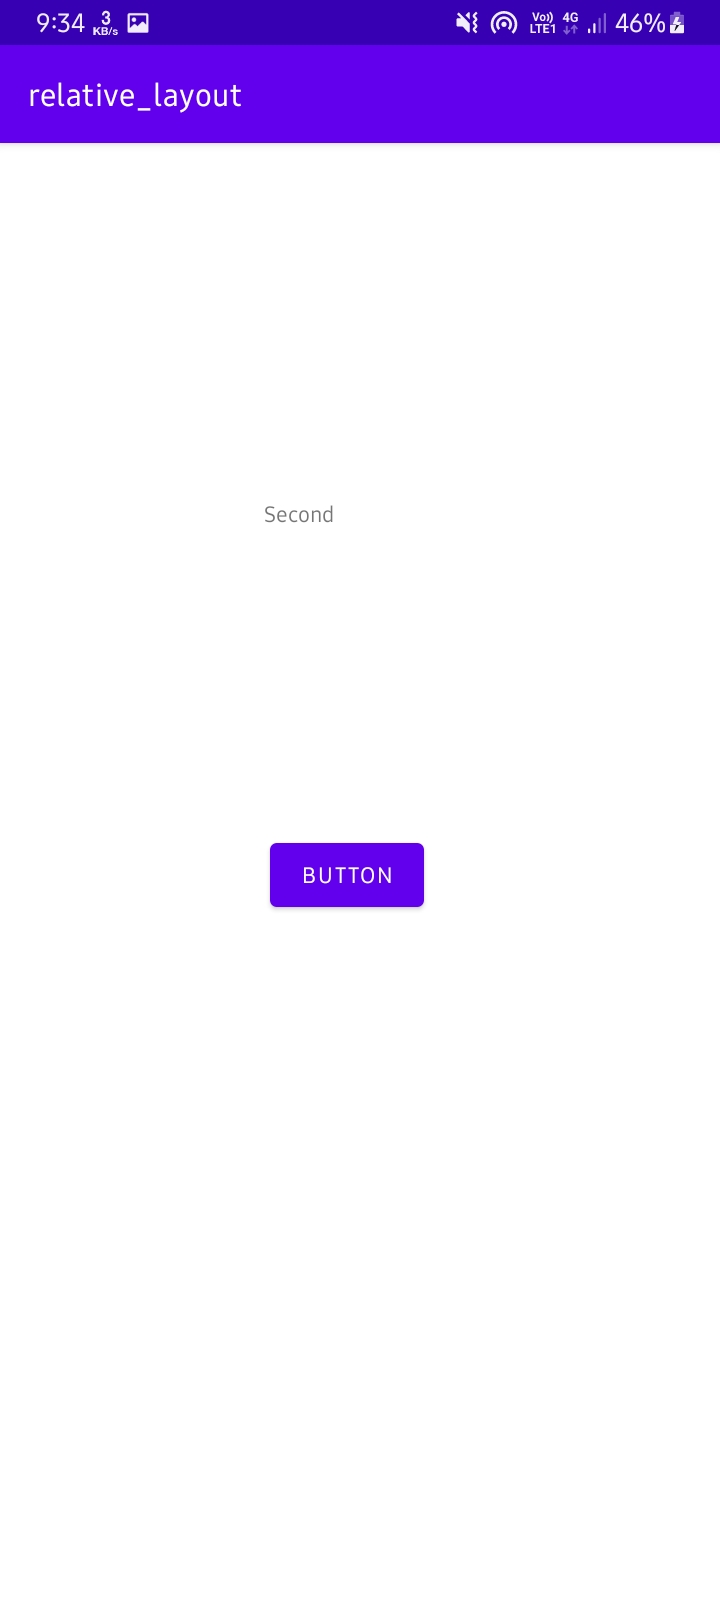 9:34 3 KB/s Vo)) LTE1 4G 46%
relative_layout
Second
BUTTON